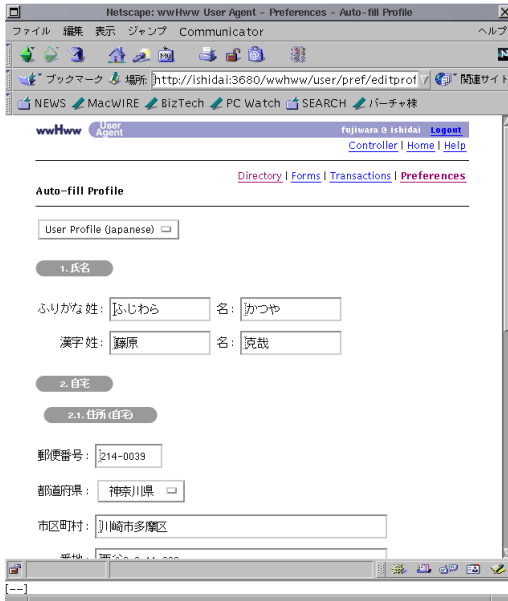 Netscape: wwHww User Agent - Preferences - Auto-fill Profile
ファイル 編集 表示 ジャンプ Communicator ヘルプ
ブックマーク 場所 http://ishidai:3680/wwhww/user/pref/editprof 関連サイト
NEWS MacWIRE BizTech PC Watch SEARCH バーチャ株
wwHww User Agent fujiwara @ ishidai Logout
Controller | Home | Help
Directory | Forms | Transactions | Preferences
Auto-fill Profile
User Profile (Japanese)
1. 氏名
ふりがな 姓: ふじわら 名: かつや
漢字 姓: 藤原 名: 克哉
2. 自宅
2.1. 住所 (自宅)
郵便番号: 214-0039
都道府県: 神奈川県
市区町村: 川崎市多摩区
[--]